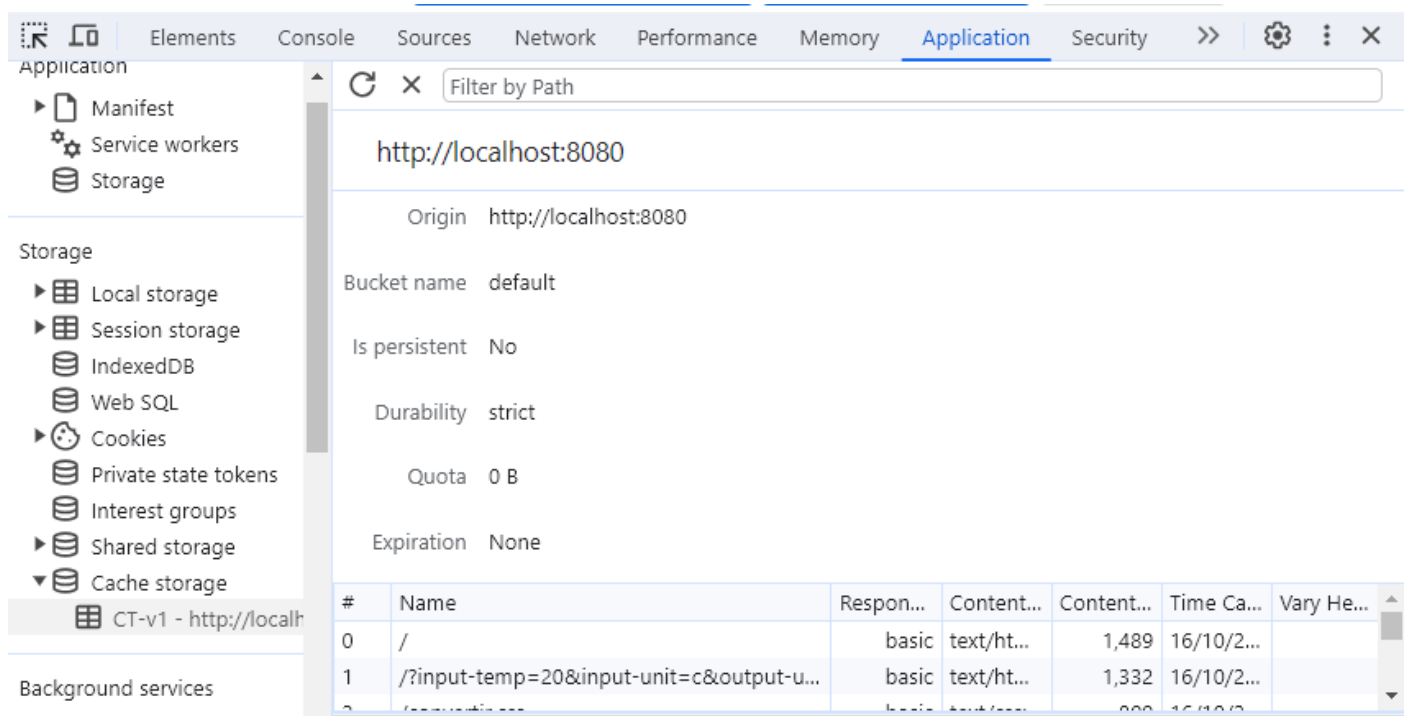 Elements Console Sources Network Performance Memory Application Security
Application
Manifest
Service workers
Storage
Storage
Local storage
Session storage
IndexedDB
Web SQL
Cookies
Private state tokens
Interest groups
Shared storage
Cache storage
CT-v1 - http://localh
Background services
Filter by Path
http://localhost:8080
Origin http://localhost:8080
Bucket name default
Is persistent No
Durability strict
Quota 0 B
Expiration None
# Name Respon... Content... Content... Time Ca... Vary He...
0 / basic text/ht... 1,489 16/10/2...
1 /?input-temp=20&input-unit=c&output-u... basic text/ht... 1,332 16/10/2...